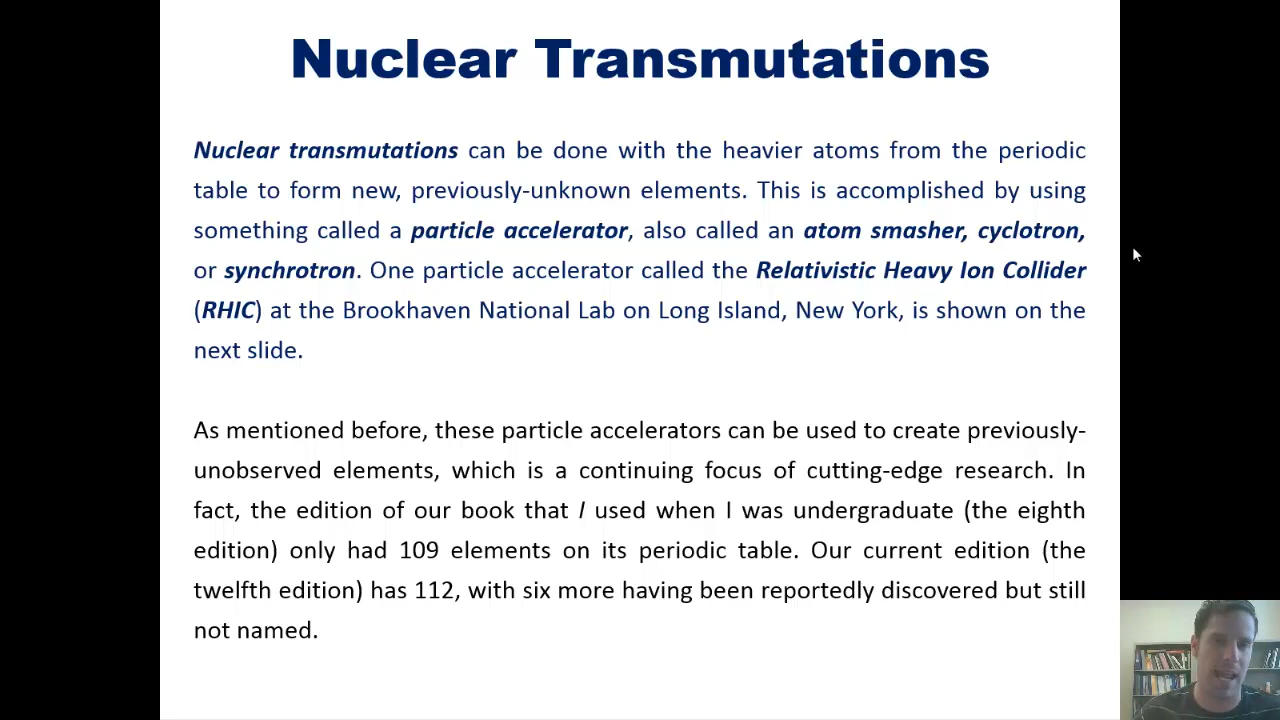 Nuclear Transmutations
Nuclear transmutations can be done with the heavier atoms from the periodic
table to form new, previously-unknown elements. This is accomplished by using
something called a particle accelerator, also called an atom smasher, cyclotron,
or synchrotron. One particle accelerator called the Relativistic Heavy Ion Collider
(RHIC) at the Brookhaven National Lab on Long Island, New York, is shown on the
next slide.
As mentioned before, these particle accelerators can be used to create previously-
unobserved elements, which is a continuing focus of cutting-edge research. In
fact, the edition of our book that I used when I was undergraduate (the eighth
edition) only had 109 elements on its periodic table. Our current edition (the
twelfth edition) has 112, with six more having been reportedly discovered but still
not named.